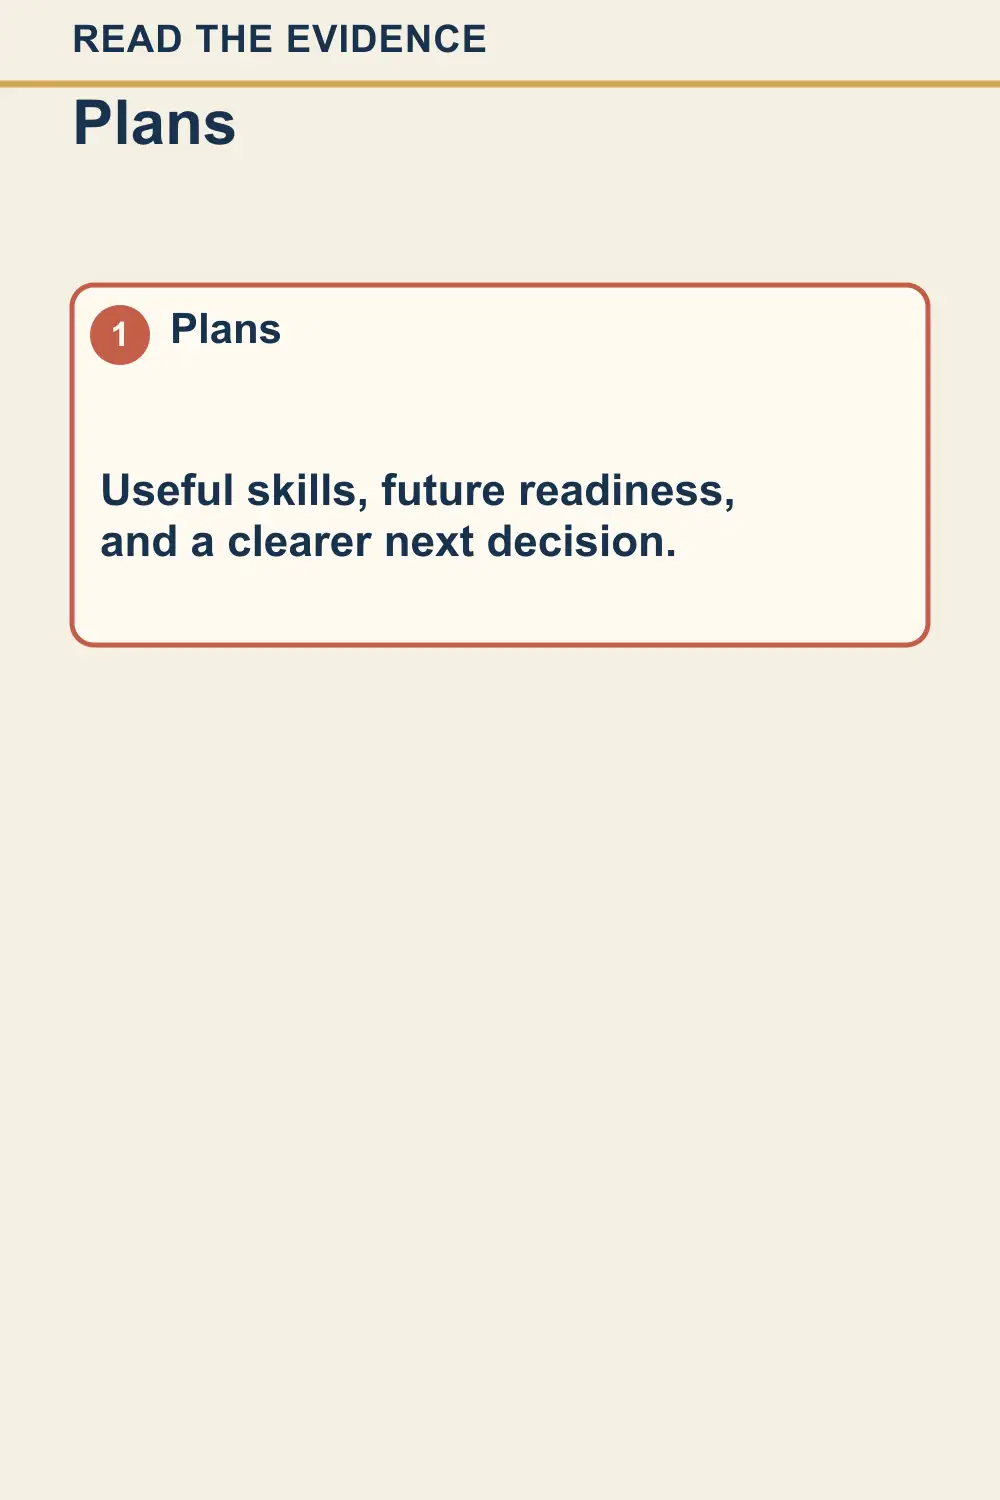 READ THE EVIDENCE
Plans
1 Plans
Useful skills, future readiness,
and a clearer next decision.